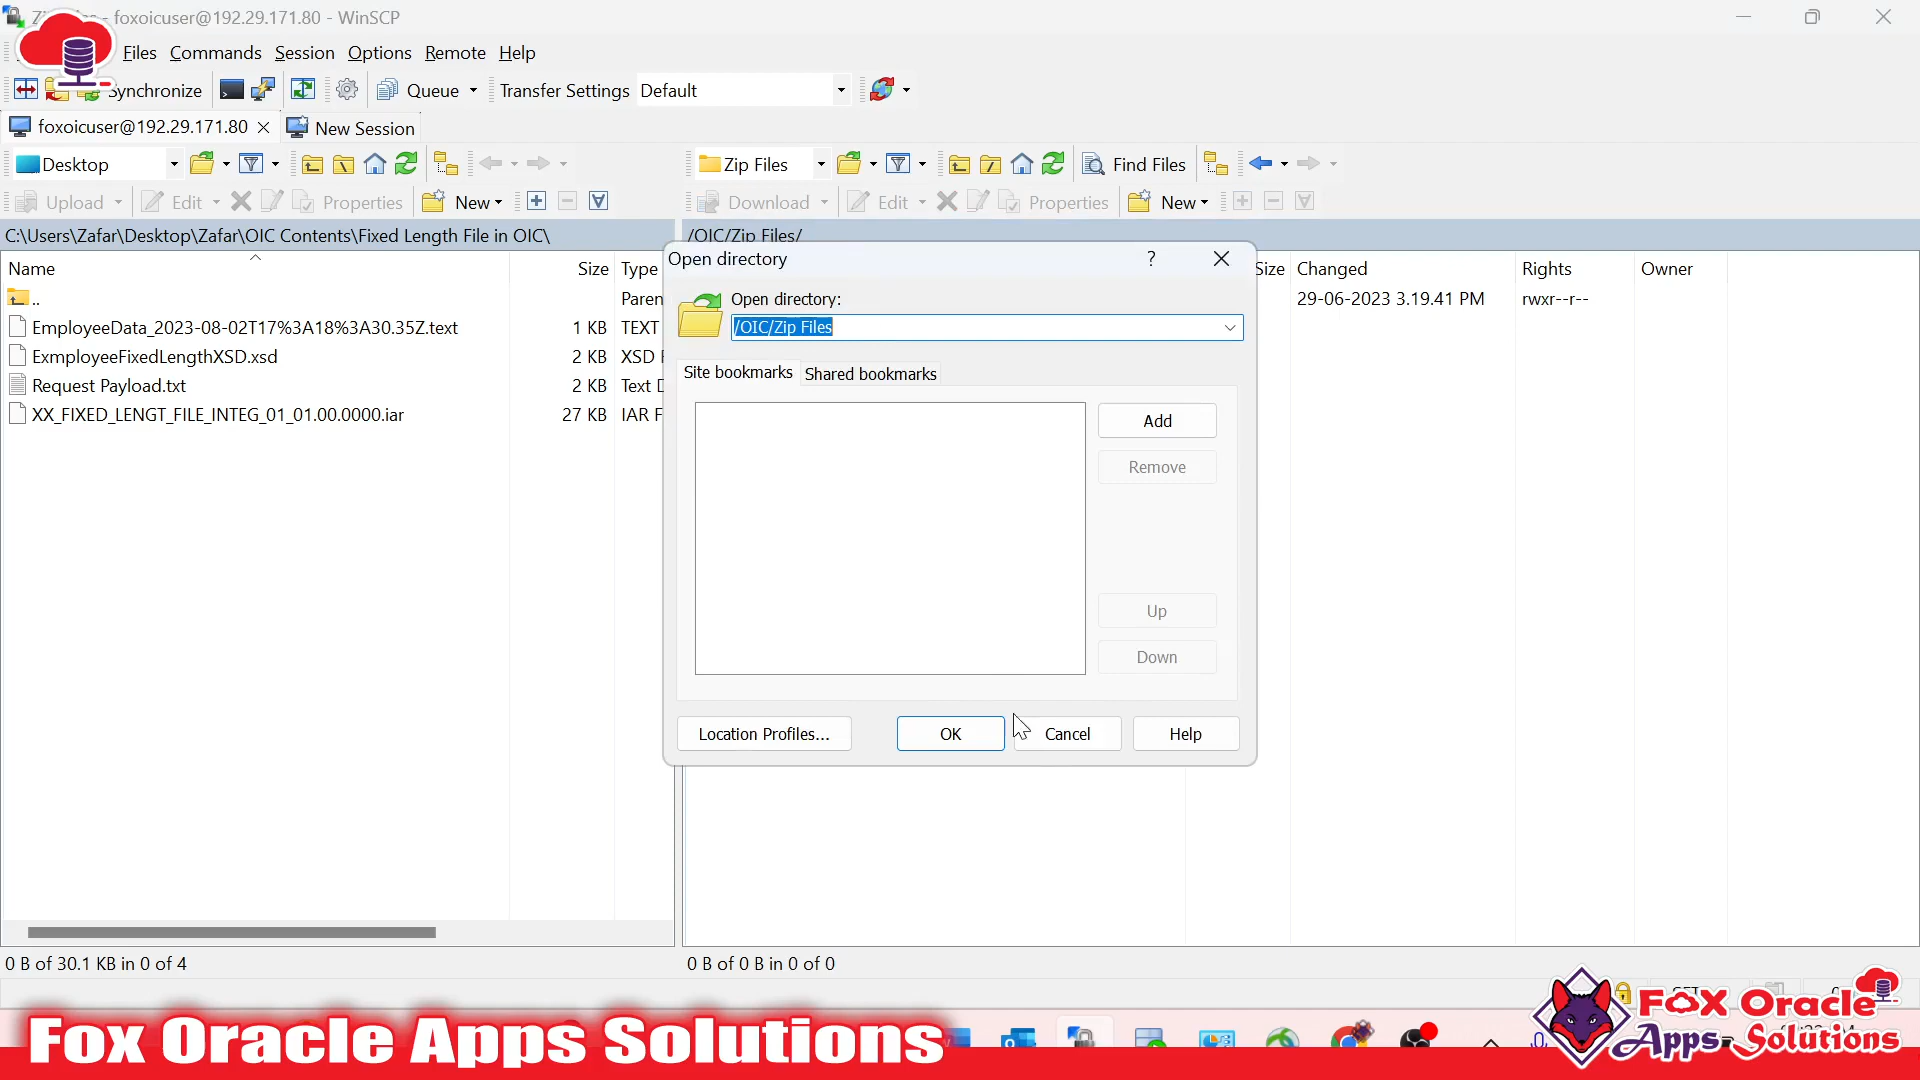 foxoicuser@192.29.171.80 - WinSCP
Files Commands Session Options Remote Help
Synchronize Queue Transfer Settings Default
foxoicuser@192.29.171.80 New Session
Desktop Zip Files Find Files
Upload Edit Properties New Download Edit Properties New
C:\Users\Zafar\Desktop\Zafar\OIC Contents\Fixed Length File in OIC\ /OIC/Zip Files/
Name Size Type Size Changed Rights Owner
.. Paren 29-06-2023 3.19.41 PM rwxr--r--
EmployeeData_2023-08-02T17%3A18%3A30.35Z.text 1 KB TEXT
ExmployeeFixedLengthXSD.xsd 2 KB XSD F
Request Payload.txt 2 KB Text D
XX_FIXED_LENGT_FILE_INTEG_01_01.00.0000.iar 27 KB IAR F
Open directory ?
Open directory:
/OIC/Zip Files
Site bookmarks Shared bookmarks
Add
Remove
Up
Down
Location Profiles... OK Cancel Help
0 B of 30.1 KB in 0 of 4 0 B of 0 B in 0 of 0
Fox Oracle Apps Solutions
Fox Oracle
Apps Solutions